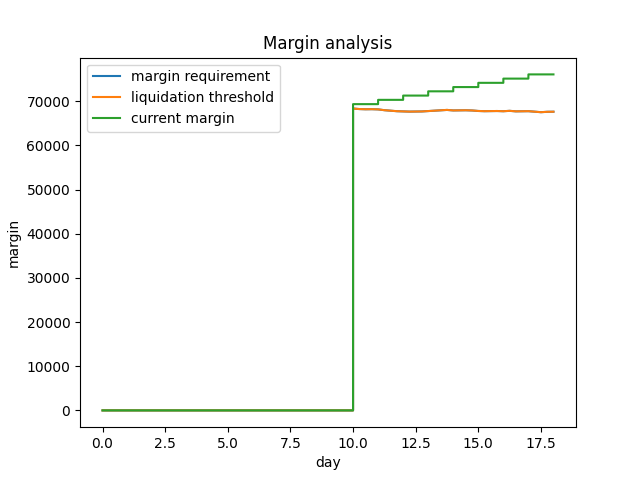 Margin analysis
margin requirement
liquidation threshold
current margin
70000
60000
50000
40000
30000
20000
10000
0
margin
0.0 2.5 5.0 7.5 10.0 12.5 15.0 17.5
day